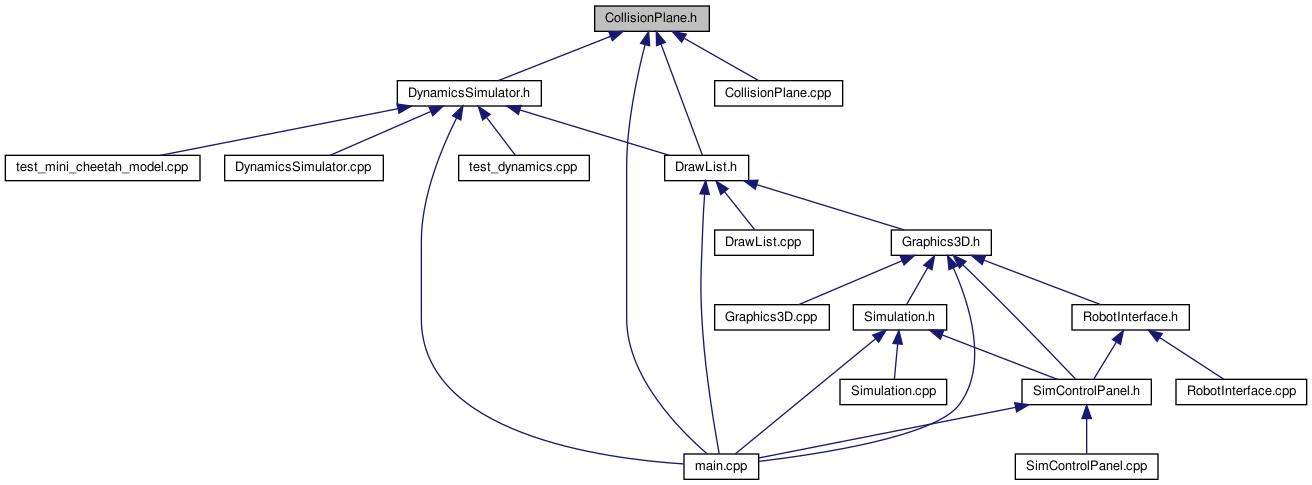 CollisionPlane.h
DynamicsSimulator.h
CollisionPlane.cpp
test_mini_cheetah_model.cpp
DynamicsSimulator.cpp
test_dynamics.cpp
DrawList.h
DrawList.cpp
Graphics3D.h
Graphics3D.cpp
Simulation.h
RobotInterface.h
Simulation.cpp
SimControlPanel.h
RobotInterface.cpp
main.cpp
SimControlPanel.cpp